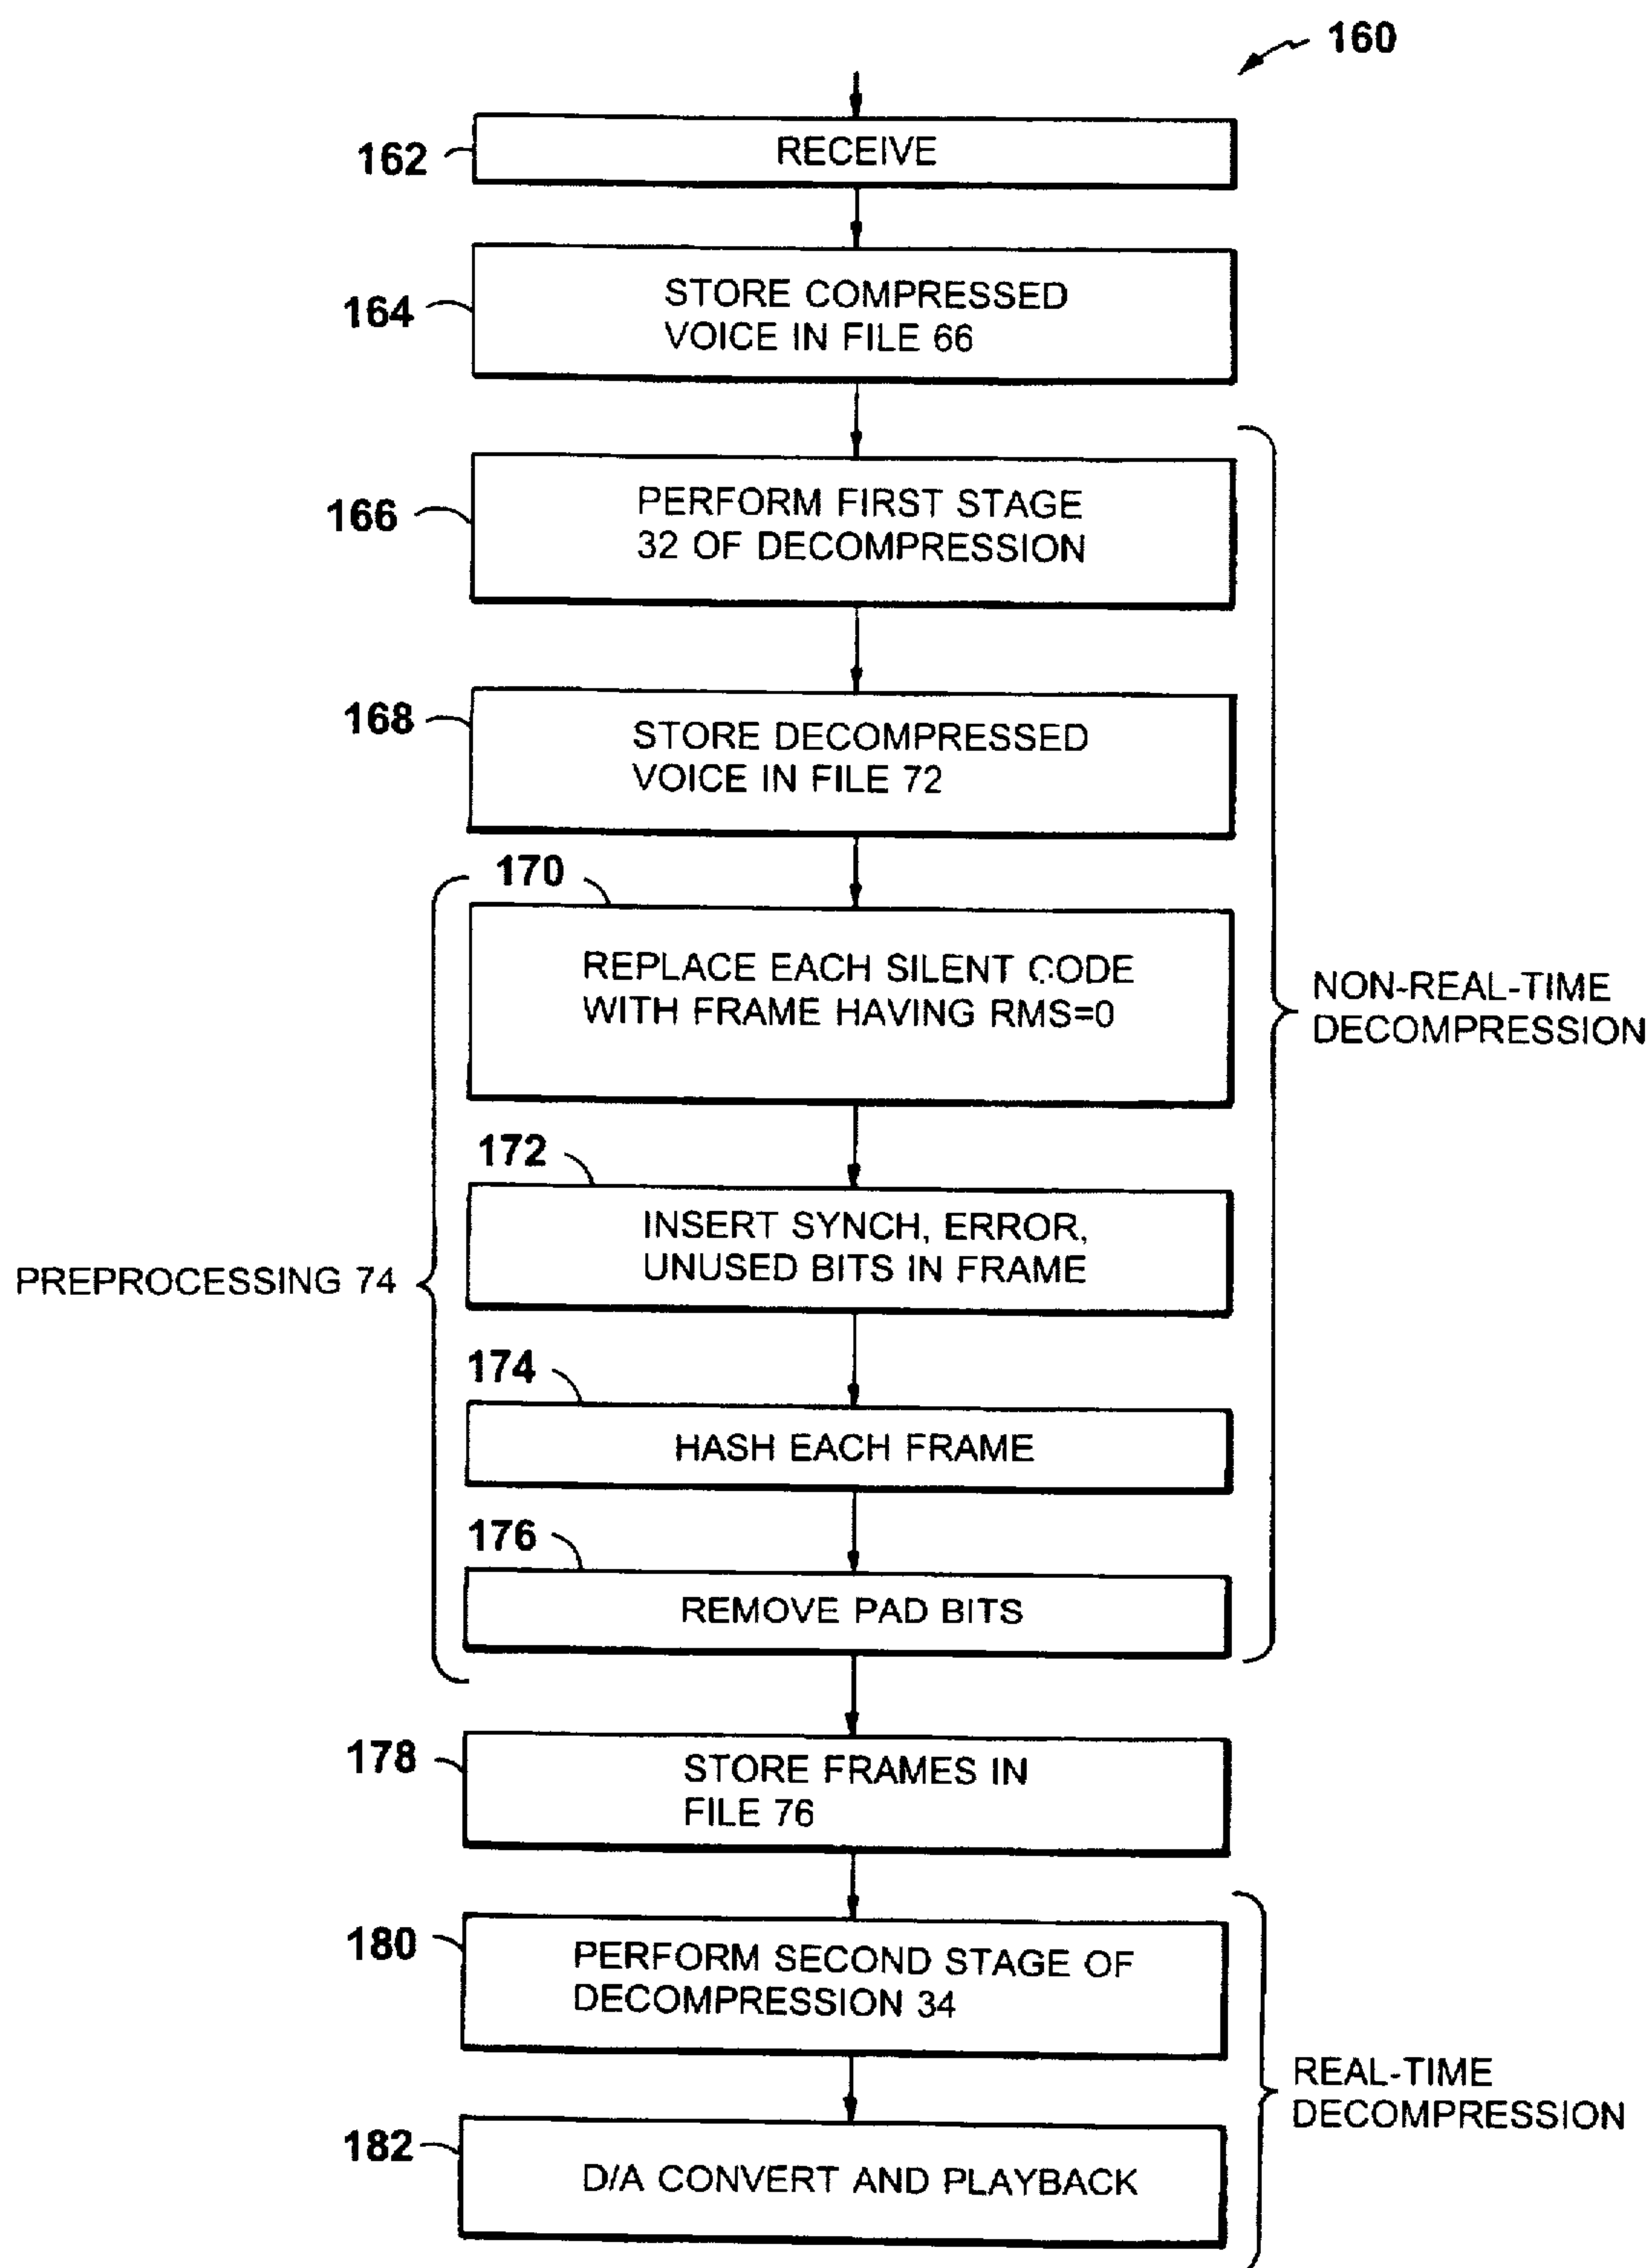 160
162
RECEIVE
164
STORE COMPRESSED
VOICE IN FILE 66
166
PERFORM FIRST STAGE
32 OF DECOMPRESSION
168
STORE DECOMPRESSED
VOICE IN FILE 72
170
REPLACE EACH SILENT CODE
WITH FRAME HAVING RMS=0
NON-REAL-TIME
DECOMPRESSION
172
INSERT SYNCH, ERROR,
UNUSED BITS IN FRAME
PREPROCESSING 74
174
HASH EACH FRAME
176
REMOVE PAD BITS
178
STORE FRAMES IN
FILE 76
180
PERFORM SECOND STAGE OF
DECOMPRESSION 34
REAL-TIME
DECOMPRESSION
182
D/A CONVERT AND PLAYBACK